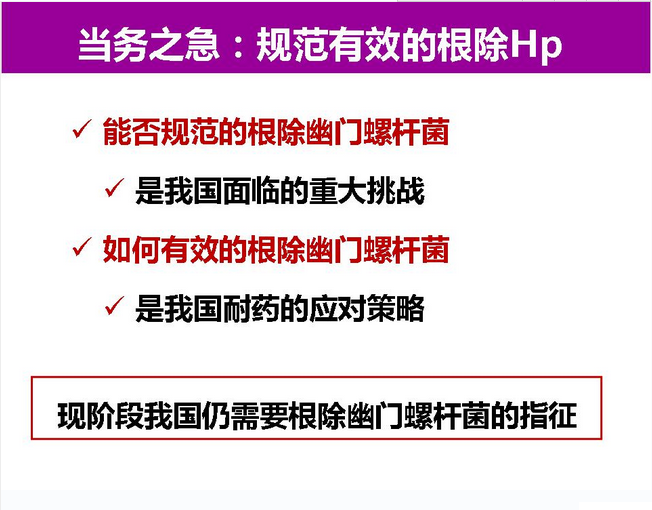 当务之急：规范有效的根除Hp
✓ 能否规范的根除幽门螺杆菌
✓ 是我国面临的重大挑战
✓ 如何有效的根除幽门螺杆菌
✓ 是我国耐药的应对策略
现阶段我国仍需要根除幽门螺杆菌的指征